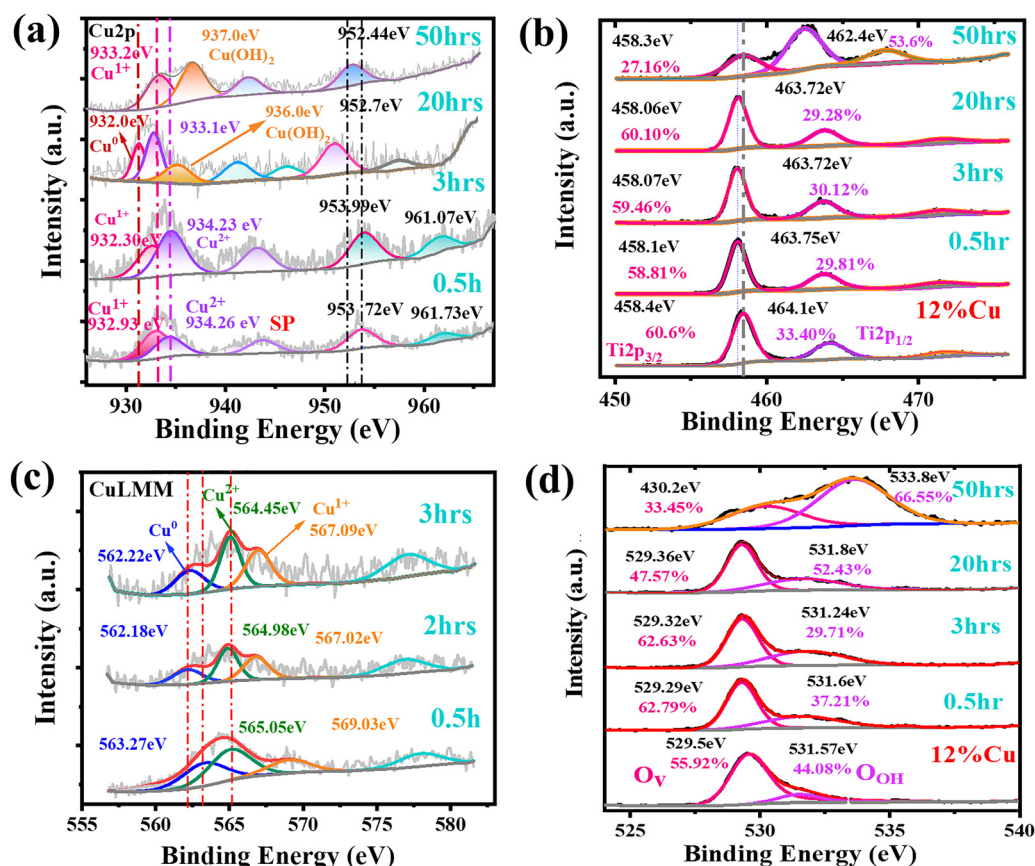 (a)
Cu2p
933.2eV
Cu1+
937.0eV
Cu(OH)2
952.44eV
50hrs
952.7eV
20hrs
932.0eV
Cu0
933.1eV
936.0eV
Cu(OH)2
3hrs
Cu1+
932.30eV
934.23 eV
Cu2+
953.99eV
961.07eV
0.5h
Cu1+
932.93 eV
Cu2+
934.26 eV
SP
953.72eV
961.73eV
930 940 950 960
Binding Energy (eV)
Intensity (a.u.)
(b)
458.3eV
27.16%
462.4eV
53.6%
50hrs
458.06eV
60.10%
463.72eV
29.28%
20hrs
458.07eV
59.46%
463.72eV
30.12%
3hrs
458.1eV
58.81%
463.75eV
29.81%
0.5hr
458.4eV
60.6%
464.1eV
33.40%
12%Cu
Ti2p3/2
Ti2p1/2
450 460 470
Binding Energy (eV)
Intensity (a.u.)
(c)
CuLMM
Cu0
562.22eV
Cu2+
564.45eV
Cu1+
567.09eV
3hrs
562.18eV
564.98eV
567.02eV
2hrs
563.27eV
565.05eV
569.03eV
0.5h
555 560 565 570 575 580 585
Binding Energy (eV)
Intensity (a.u.)
(d)
430.2eV
33.45%
533.8eV
66.55%
50hrs
529.36eV
47.57%
531.8eV
52.43%
20hrs
529.32eV
62.63%
531.24eV
29.71%
3hrs
529.29eV
62.79%
531.6eV
37.21%
0.5hr
529.5eV
55.92%
531.57eV
44.08%
12%Cu
OV
OOH
525 530 535 540
Binding Energy (eV)
Intensity (a.u.)